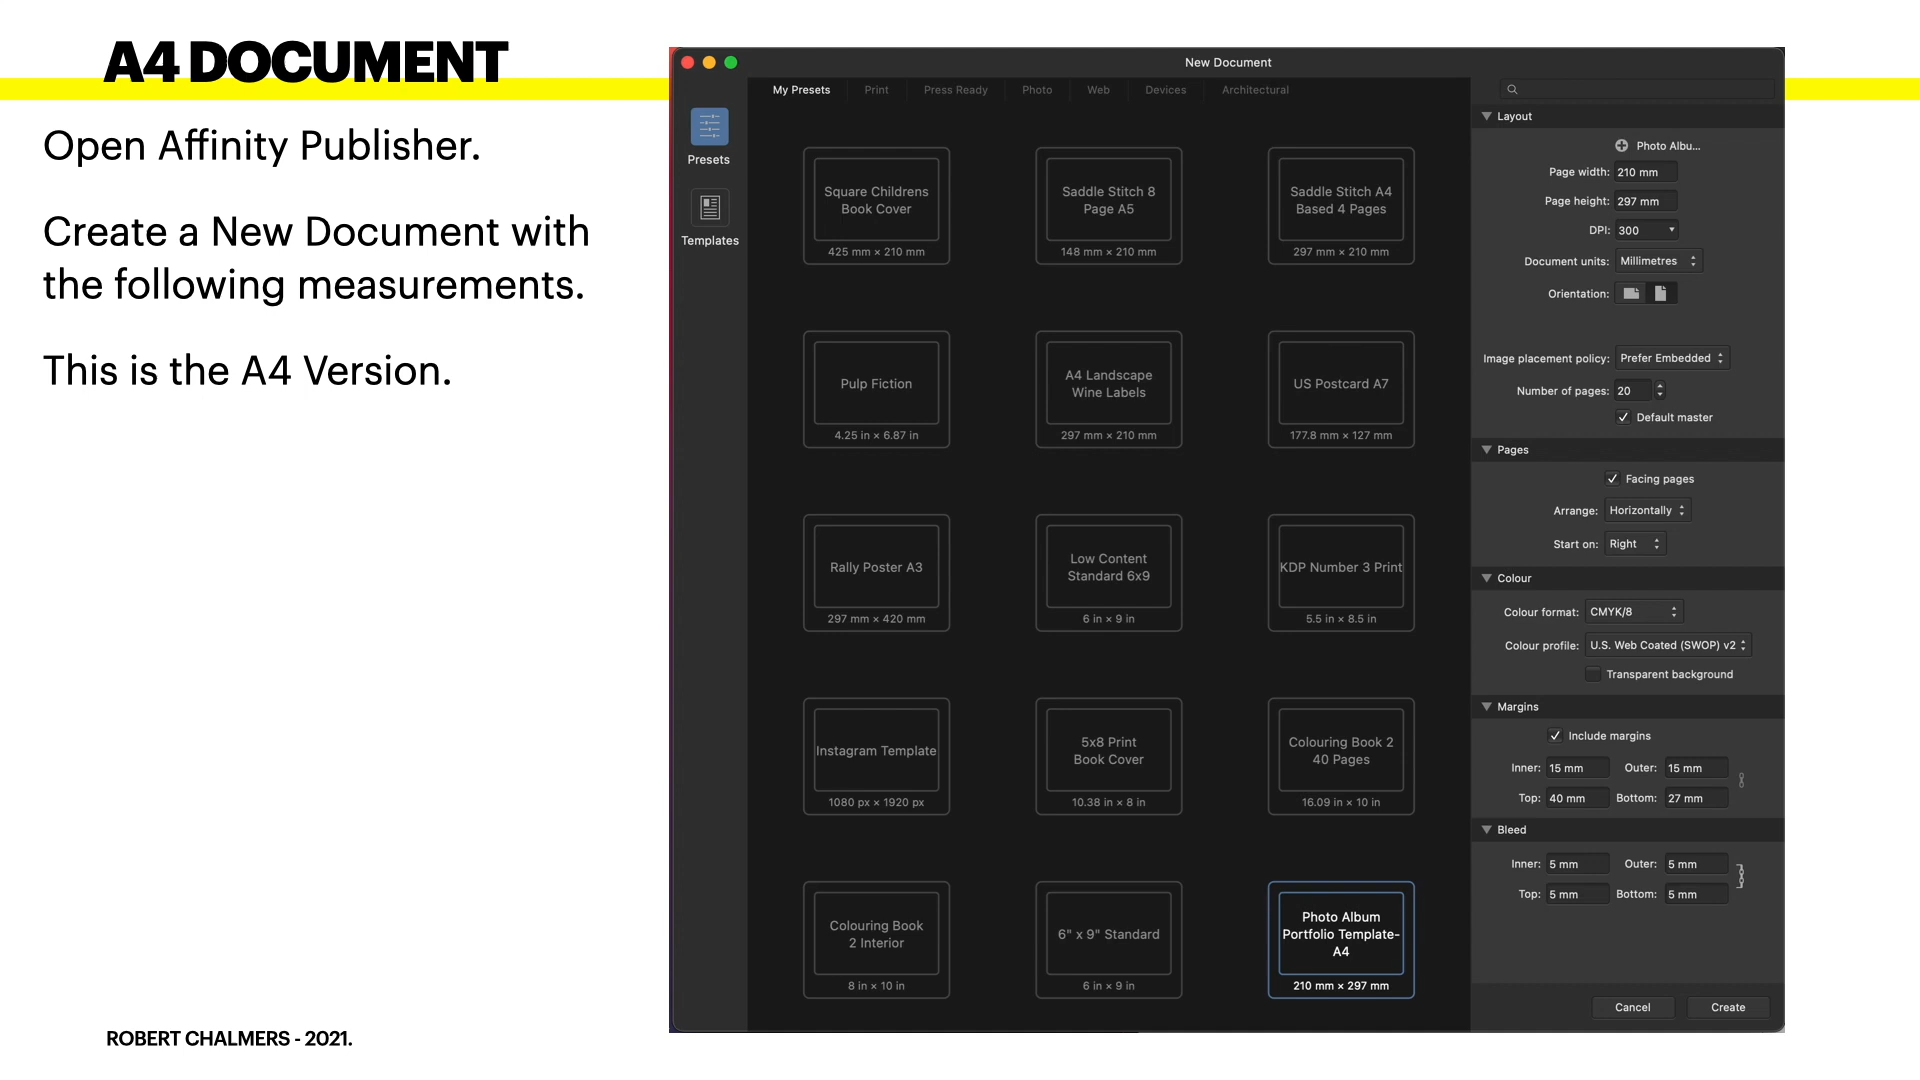 A4 DOCUMENT
Open Affinity Publisher.
Create a New Document with
the following measurements.
This is the A4 Version.
ROBERT CHALMERS - 2021.
New Document
My Presets
Print
Press Ready
Photo
Web
Devices
Architectural
Presets
Templates
Square Childrens
Book Cover
425 mm × 210 mm
Saddle Stitch 8
Page A5
148 mm × 210 mm
Saddle Stitch A4
Based 4 Pages
297 mm × 210 mm
Pulp Fiction
4.25 in × 6.87 in
A4 Landscape
Wine Labels
297 mm × 210 mm
US Postcard A7
177.8 mm × 127 mm
Rally Poster A3
297 mm × 420 mm
Low Content
Standard 6x9
6 in × 9 in
KDP Number 3 Print
5.5 in × 8.5 in
Instagram Template
1080 px × 1920 px
5x8 Print
Book Cover
10.38 in × 8 in
Colouring Book 2
40 Pages
16.09 in × 10 in
Colouring Book
2 Interior
8 in × 10 in
6" x 9" Standard
6 in × 9 in
Photo Album
Portfolio Template-
A4
210 mm × 297 mm
Layout
Photo Albu...
Page width: 210 mm
Page height: 297 mm
DPI: 300
Document units: Millimetres
Orientation:
Image placement policy: Prefer Embedded
Number of pages: 20
Default master
Pages
Facing pages
Arrange: Horizontally
Start on: Right
Colour
Colour format: CMYK/8
Colour profile: U.S. Web Coated (SWOP) v2
Transparent background
Margins
Include margins
Inner: 15 mm Outer: 15 mm
Top: 40 mm Bottom: 27 mm
Bleed
Inner: 5 mm Outer: 5 mm
Top: 5 mm Bottom: 5 mm
Cancel
Create